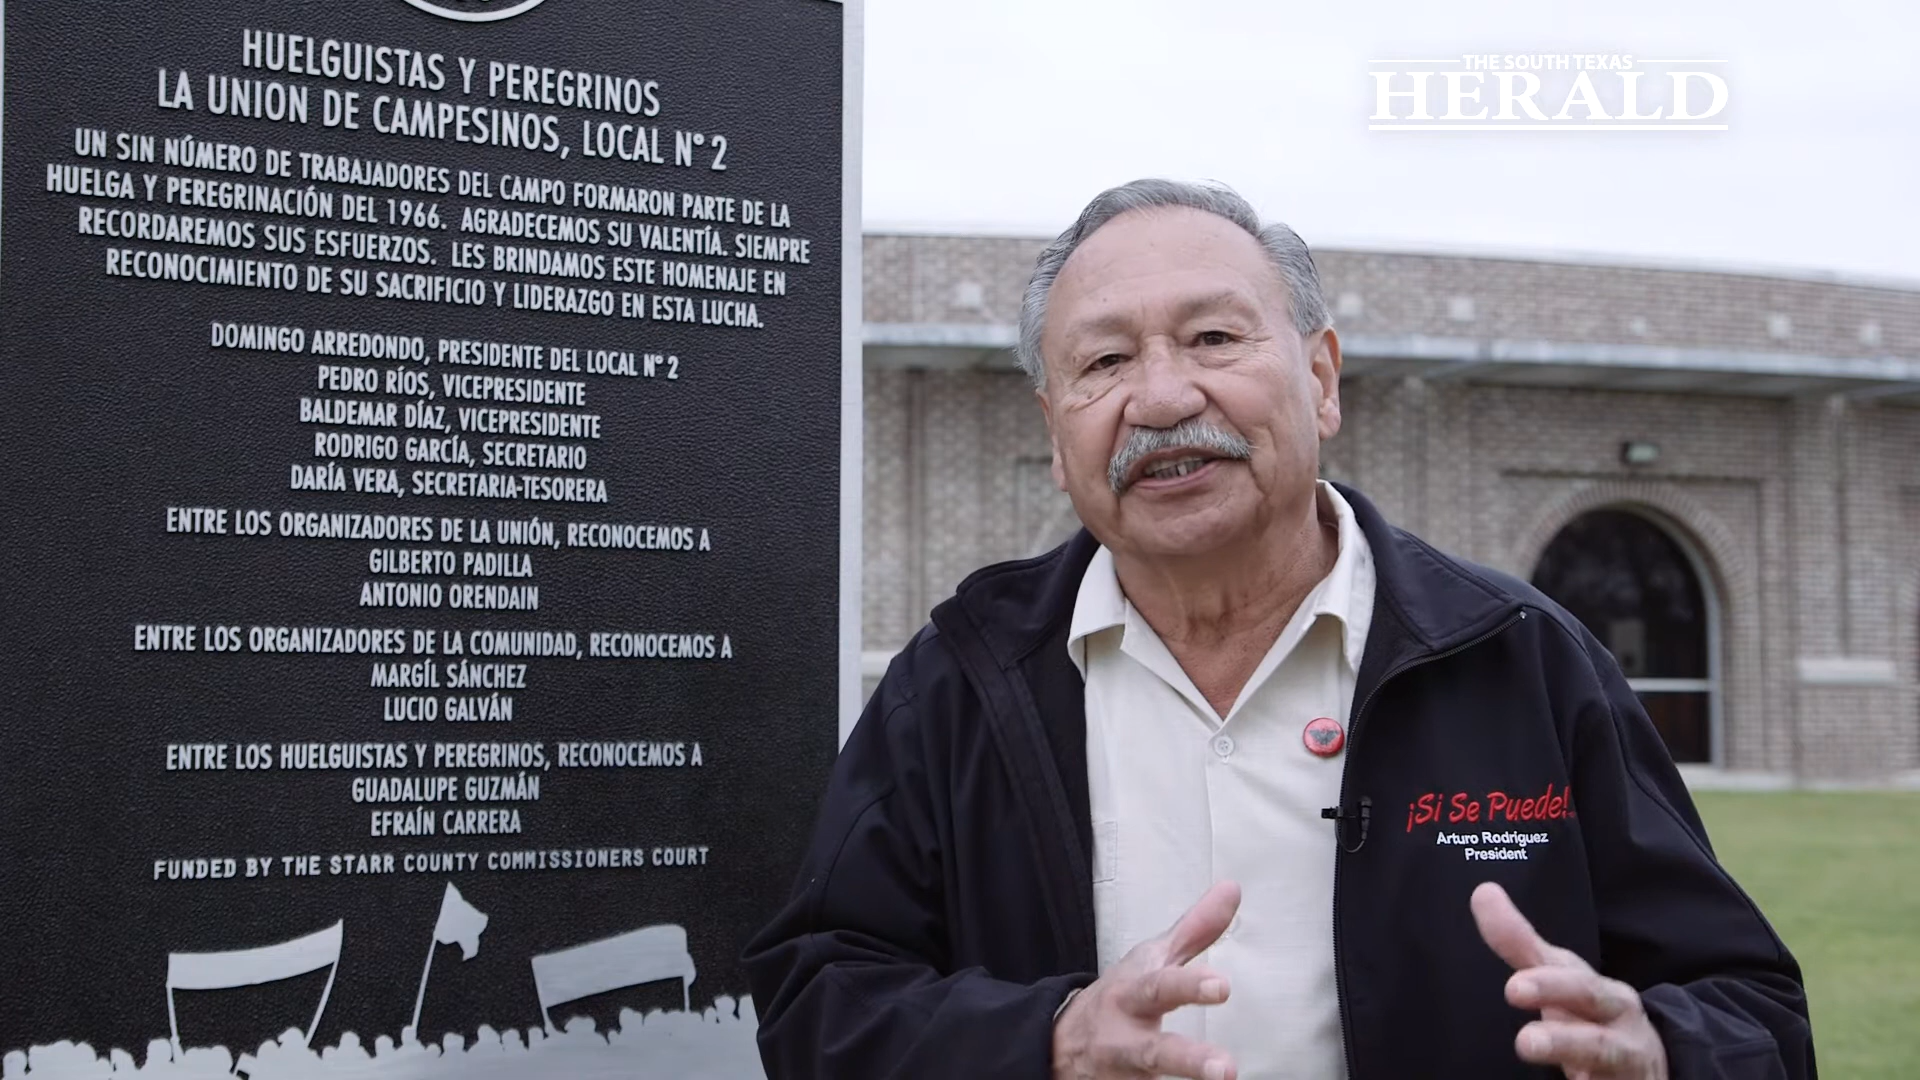 HUELGUISTAS Y PEREGRINOS
LA UNION DE CAMPESINOS, LOCAL N° 2
UN SIN NÚMERO DE TRABAJADORES DEL CAMPO FORMARON PARTE DE LA
HUELGA Y PEREGRINACIÓN DEL 1966. AGRADECEMOS SU VALENTÍA. SIEMPRE
RECORDAREMOS SUS ESFUERZOS. LES BRINDAMOS ESTE HOMENAJE EN
RECONOCIMIENTO DE SU SACRIFICIO Y LIDERAZGO EN ESTA LUCHA.
DOMINGO ARREDONDO, PRESIDENTE DEL LOCAL N° 2
PEDRO RÍOS, VICEPRESIDENTE
BALDEMAR DÍAZ, VICEPRESIDENTE
RODRIGO GARCÍA, SECRETARIO
DARÍA VERA, SECRETARIA-TESORERA
ENTRE LOS ORGANIZADORES DE LA UNIÓN, RECONOCEMOS A
GILBERTO PADILLA
ANTONIO ORENDAIN
ENTRE LOS ORGANIZADORES DE LA COMUNIDAD, RECONOCEMOS A
MARGÍL SÁNCHEZ
LUCIO GALVÁN
ENTRE LOS HUELGUISTAS Y PEREGRINOS, RECONOCEMOS A
GUADALUPE GUZMÁN
EFRAÍN CARRERA
FUNDED BY THE STARR COUNTY COMMISSIONERS COURT
THE SOUTH TEXAS
HERALD
¡Si Se Puede!
Arturo Rodriguez
President